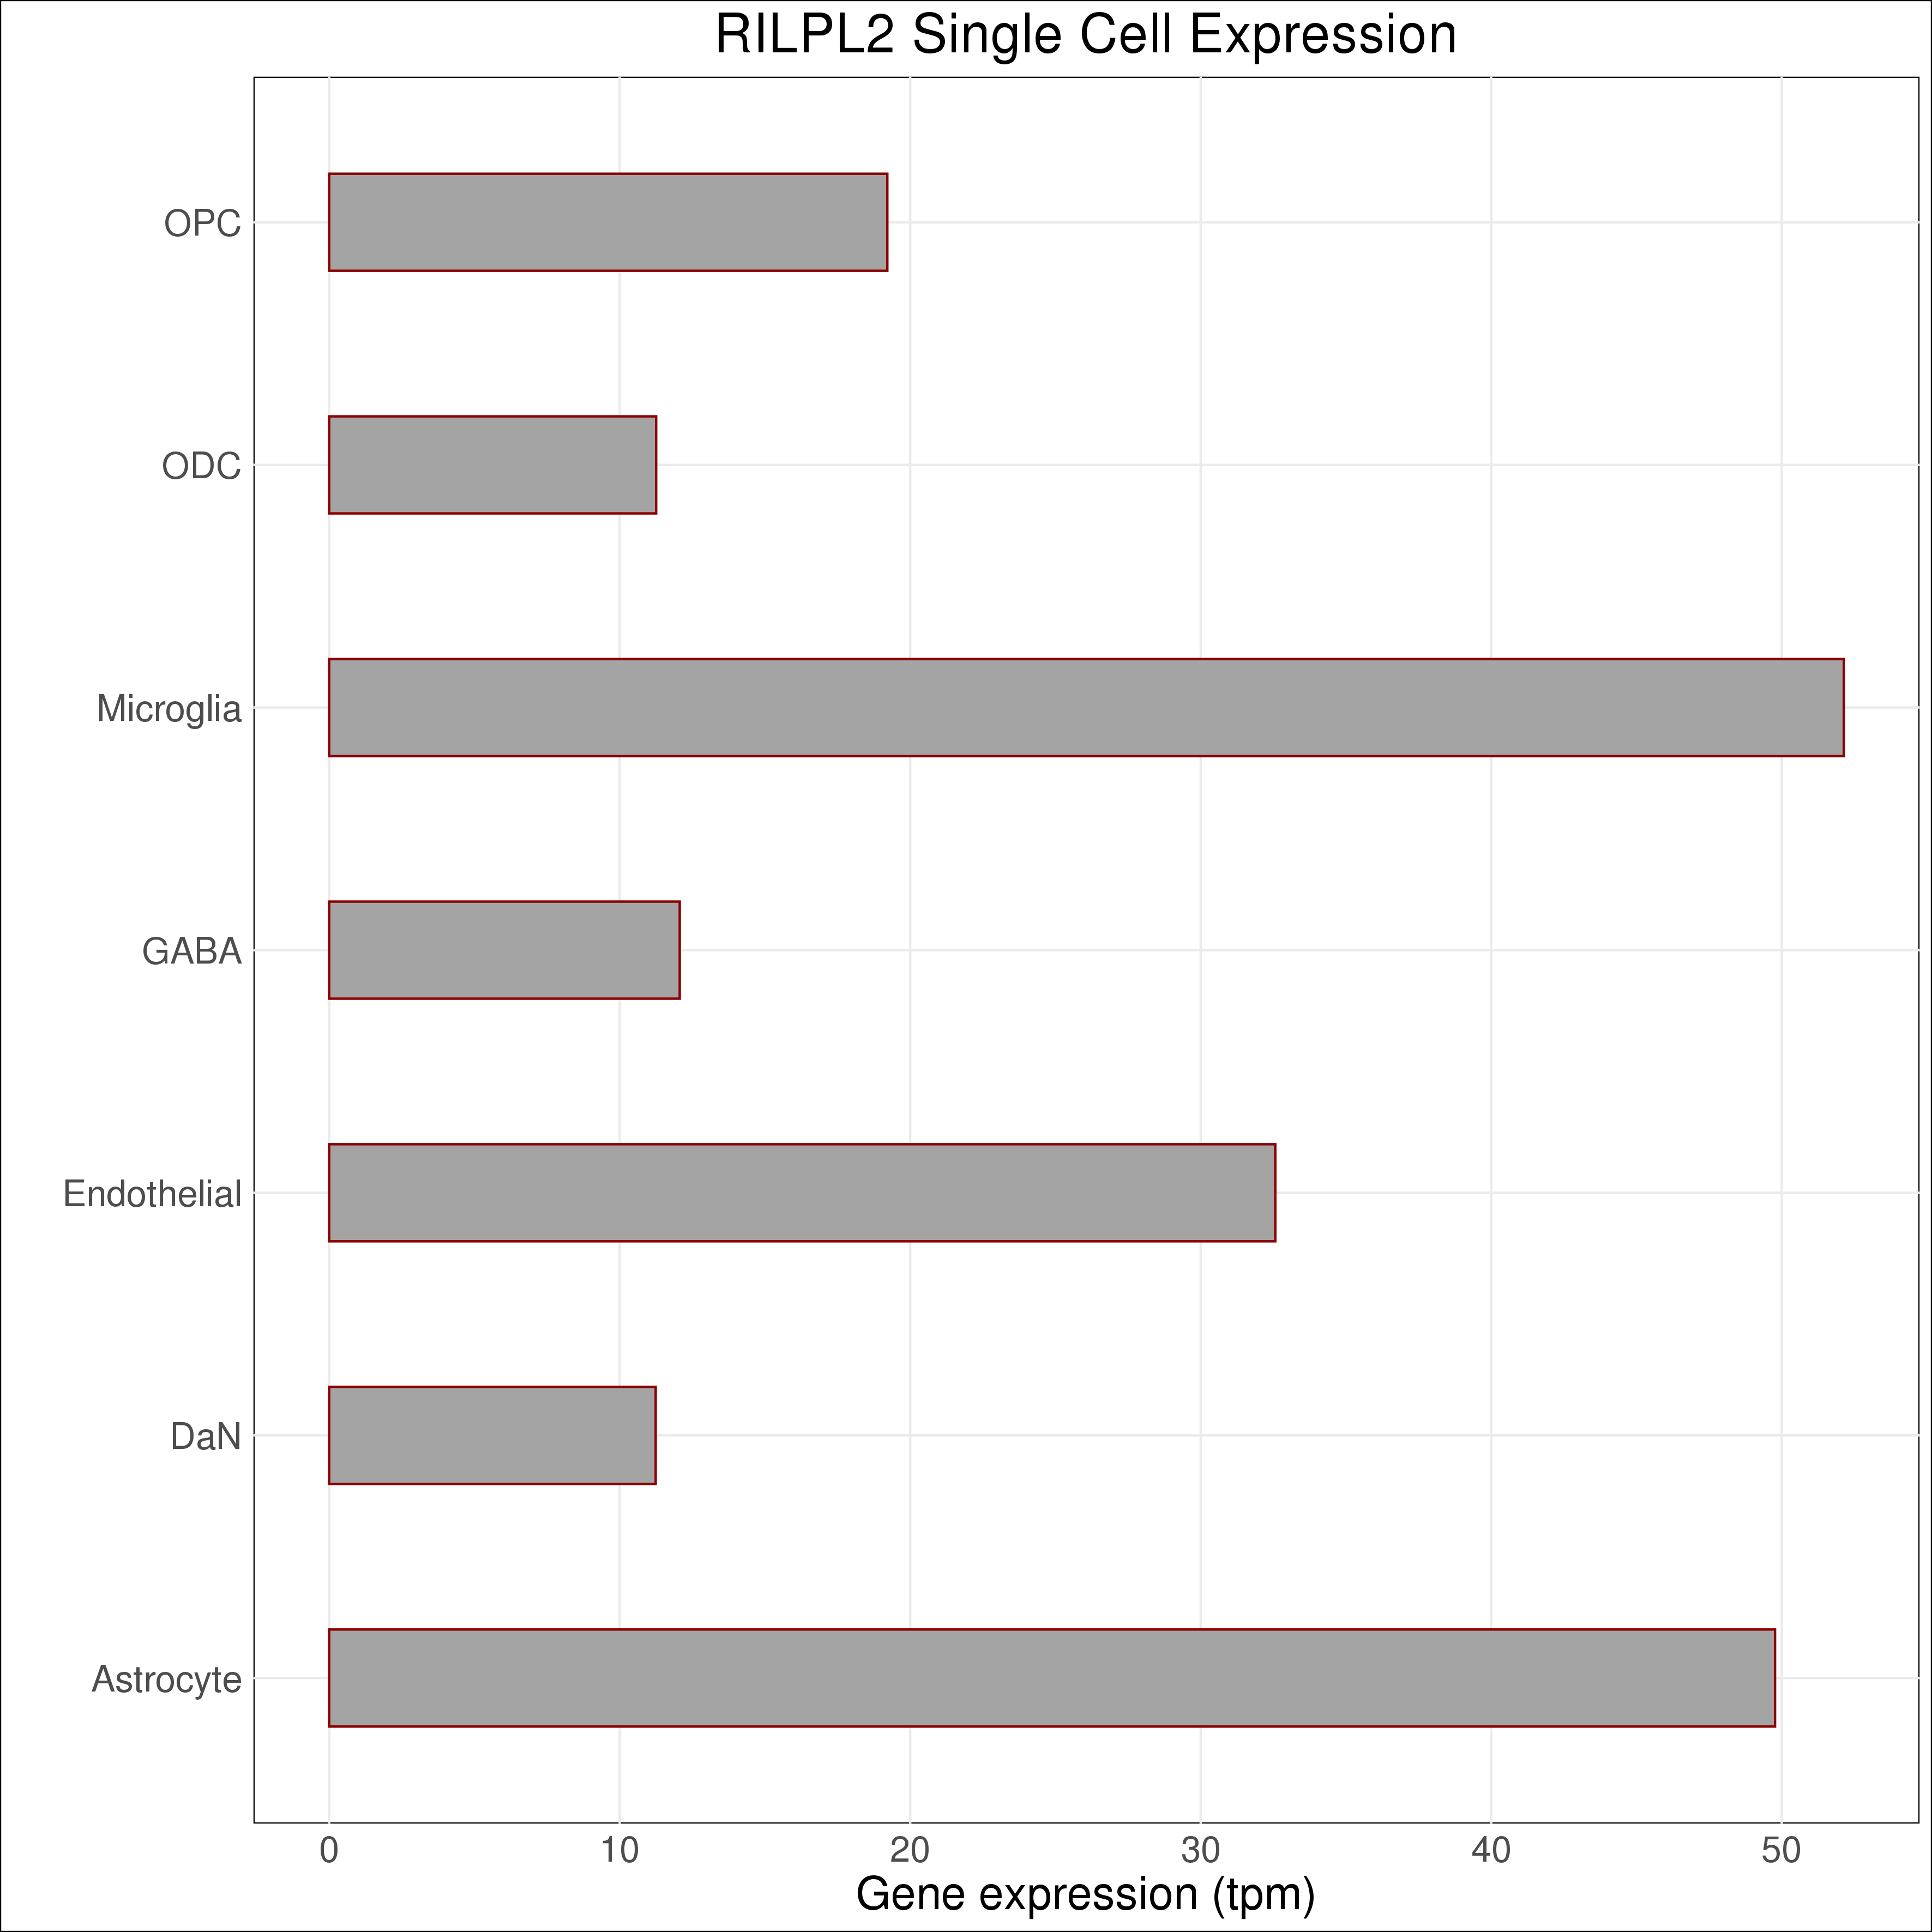 RILPL2 Single Cell Expression
OPC
ODC
Microglia
GABA
Endothelial
DaN
Astrocyte
0 10 20 30 40 50
Gene expression (tpm)